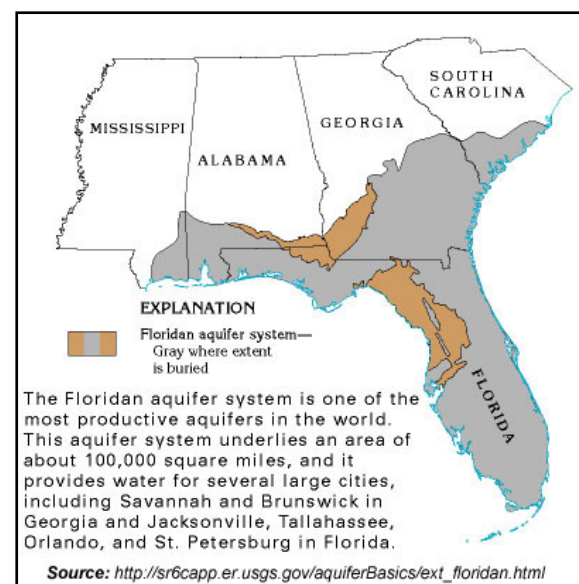 SOUTH
CAROLINA
MISSISSIPPI
GEORGIA
ALABAMA
EXPLANATION
Floridan aquifer system—
Gray where extent
is buried
FLORIDA
The Floridan aquifer system is one of the
most productive aquifers in the world.
This aquifer system underlies an area of
about 100,000 square miles, and it
provides water for several large cities,
including Savannah and Brunswick in
Georgia and Jacksonville, Tallahassee,
Orlando, and St. Petersburg in Florida.
Source: http://sr6capp.er.usgs.gov/aquiferBasics/ext_floridan.html